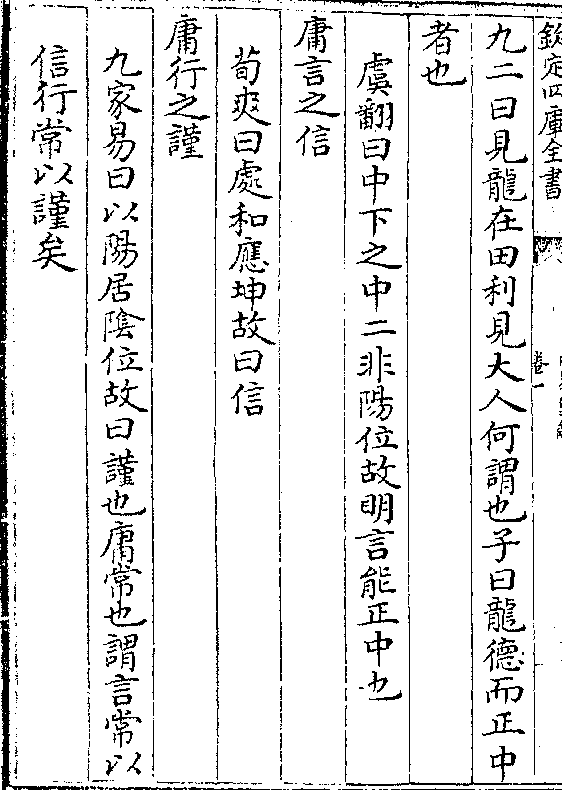 欽定四庫全書
卷一
九二曰見龍在田利見大人何謂也子曰龍德而正中
者也
虞翻曰中下之中二非陽位故明言能正中也
庸言之信
荀爽曰處和應坤故曰信
庸行之謹
九家易曰以陽居陰位故曰謹也庸常也謂言常以
信行常以謹矣